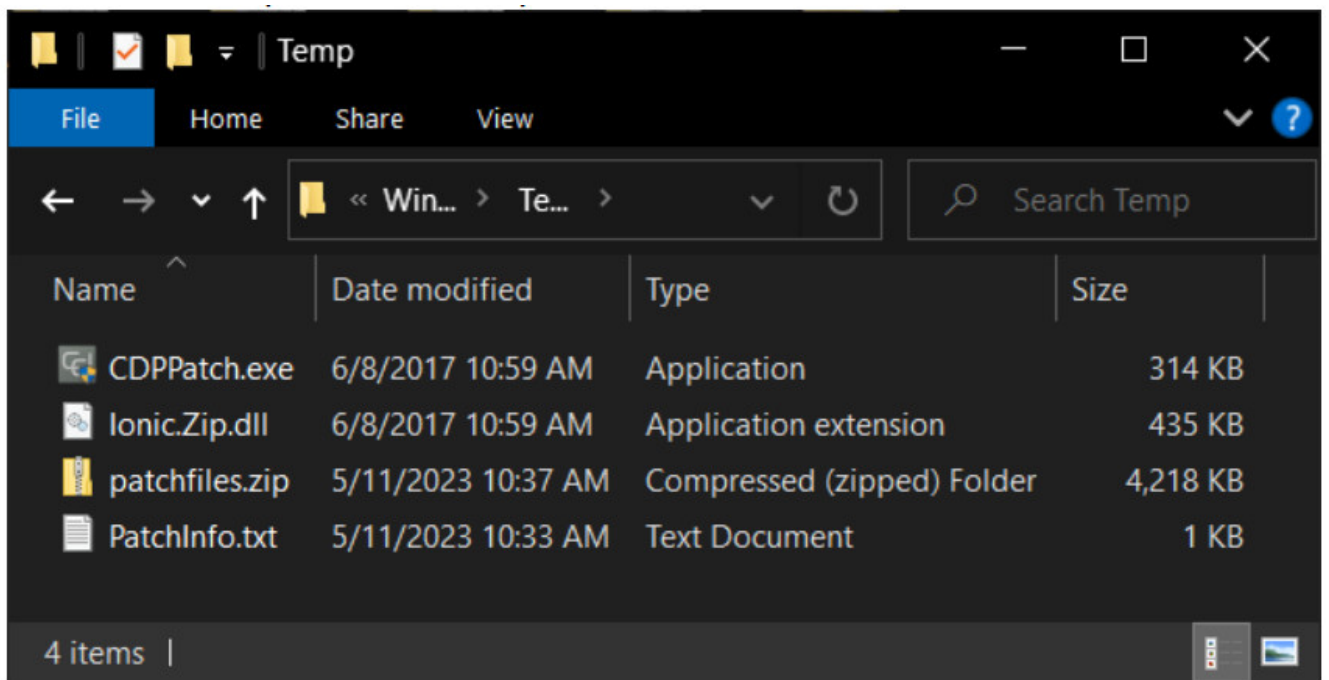 Temp
File Home Share View
« Win... > Te... > Search Temp
Name Date modified Type Size
CDPPatch.exe 6/8/2017 10:59 AM Application 314 KB
Ionic.Zip.dll 6/8/2017 10:59 AM Application extension 435 KB
patchfiles.zip 5/11/2023 10:37 AM Compressed (zipped) Folder 4,218 KB
PatchInfo.txt 5/11/2023 10:33 AM Text Document 1 KB
4 items